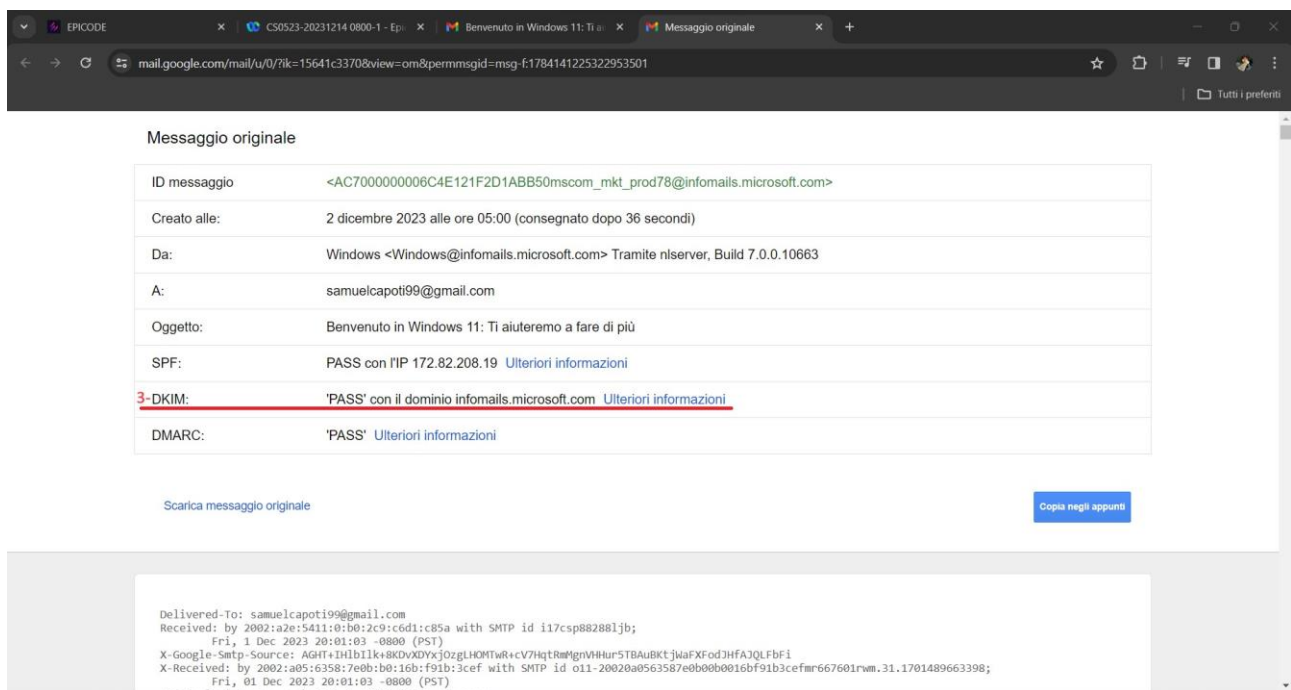 EPICODE
CS0523-20231214 0800-1 - Epi
Benvenuto in Windows 11: Ti a
Messaggio originale
mail.google.com/mail/u/0/?ik=15641c3370&view=om&permmsgid=msg-f:1784141225322953501
Tutti i preferiti
Messaggio originale
ID messaggio <AC7000000006C4E121F2D1ABB50mscom_mkt_prod78@infomails.microsoft.com>
Creato alle: 2 dicembre 2023 alle ore 05:00 (consegnato dopo 36 secondi)
Da: Windows <Windows@infomails.microsoft.com> Tramite nlserver, Build 7.0.0.10663
A: samuelcapoti99@gmail.com
Oggetto: Benvenuto in Windows 11: Ti aiuteremo a fare di più
SPF: PASS con l'IP 172.82.208.19 Ulteriori informazioni
3-DKIM: 'PASS' con il dominio infomails.microsoft.com Ulteriori informazioni
DMARC: 'PASS' Ulteriori informazioni
Scarica messaggio originale
Copia negli appunti
Delivered-To: samuelcapoti99@gmail.com
Received: by 2002:a2e:5411:0:b0:2c9:c6d1:c85a with SMTP id i17csp88288ljb;
Fri, 1 Dec 2023 20:01:03 -0800 (PST)
X-Google-Smtp-Source: AGHT+IHlbIlk+8KDvXDYxjOzgLHOMTwR+cV7HqtRmMgnVHHur5TBAuBKtjWaFXFodJHfAJQLFbFi
X-Received: by 2002:a05:6358:7e0b:b0:16b:f91b:3cef with SMTP id o11-20020a0563587e0b00b0016bf91b3cefmr667601rwm.31.1701489663398;
Fri, 01 Dec 2023 20:01:03 -0800 (PST)